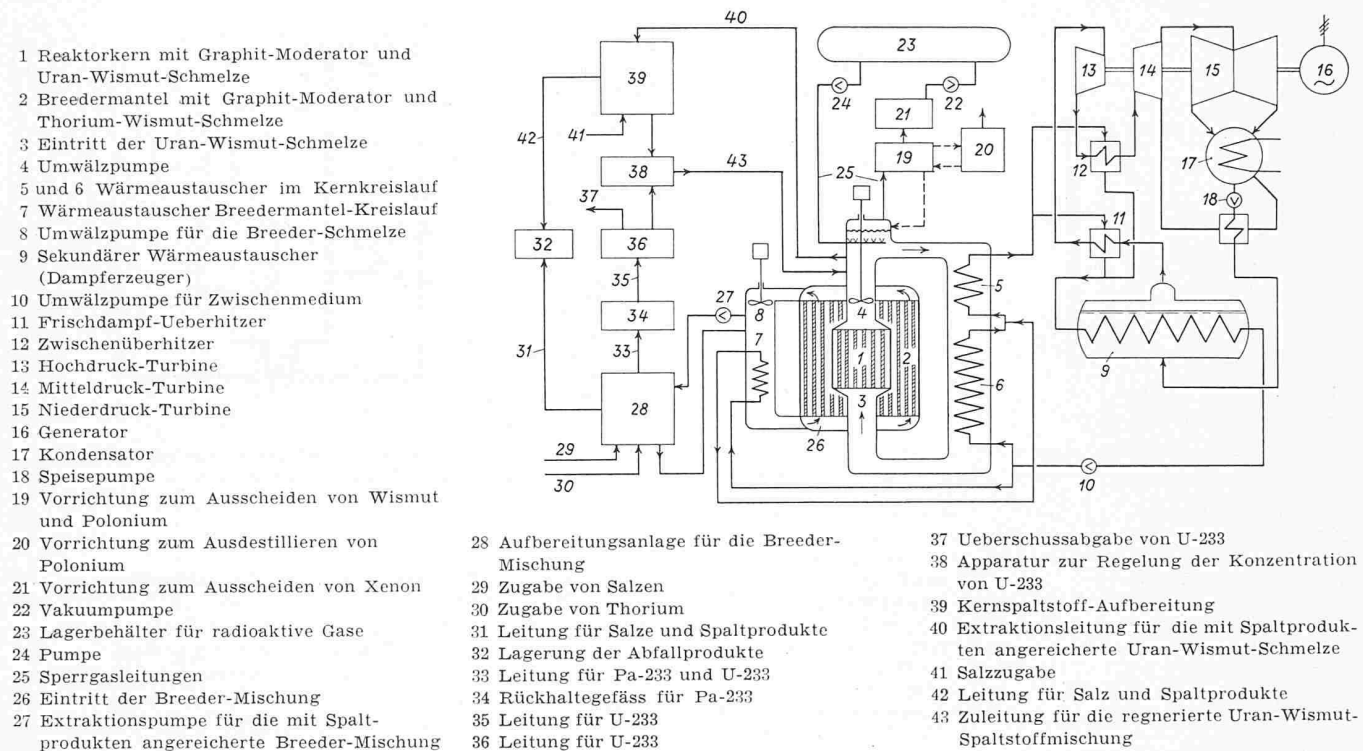 1 Reaktorkern mit Graphit-Moderator und
Uran-Wismut-Schmelze
2 Breedermantel mit Graphit-Moderator und
Thorium-Wismut-Schmelze
3 Eintritt der Uran-Wismut-Schmelze
4 Umwälzpumpe
5 und 6 Wärmeaustauscher im Kernkreislauf
7 Wärmeaustauscher Breedermantel-Kreislauf
8 Umwälzpumpe für die Breeder-Schmelze
9 Sekundärer Wärmeaustauscher
(Dampferzeuger)
10 Umwälzpumpe für Zwischenmedium
11 Frischdampf-Ueberhitzer
12 Zwischenüberhitzer
13 Hochdruck-Turbine
14 Mitteldruck-Turbine
15 Niederdruck-Turbine
16 Generator
17 Kondensator
18 Speisepumpe
19 Vorrichtung zum Ausscheiden von Wismut
und Polonium
20 Vorrichtung zum Ausdestillieren von
Polonium
21 Vorrichtung zum Ausscheiden von Xenon
22 Vakuumpumpe
23 Lagerbehälter für radioaktive Gase
24 Pumpe
25 Sperrgasleitungen
26 Eintritt der Breeder-Mischung
27 Extraktionspumpe für die mit Spalt-
produkten angereicherte Breeder-Mischung
28 Aufbereitungsanlage für die Breeder-
Mischung
29 Zugabe von Salzen
30 Zugabe von Thorium
31 Leitung für Salze und Spaltprodukte
32 Lagerung der Abfallprodukte
33 Leitung für Pa-233 und U-233
34 Rückhaltegefäss für Pa-233
35 Leitung für U-233
36 Leitung für U-233
37 Ueberschussabgabe von U-233
38 Apparatur zur Regelung der Konzentration
von U-233
39 Kernspaltstoff-Aufbereitung
40 Extraktionsleitung für die mit Spaltproduk-
ten angereicherte Uran-Wismut-Schmelze
41 Salzzugabe
42 Leitung für Salz und Spaltprodukte
43 Zuleitung für die regnerierte Uran-Wismut-
Spaltstoffmischung
40
23
39
13
14
15
16
24
22
21
42
41
19
20
17
12
43
38
25
18
37
11
32
36
35
5
27
8
4
34
7
1
2
31
33
9
6
28
3
26
29
10
30